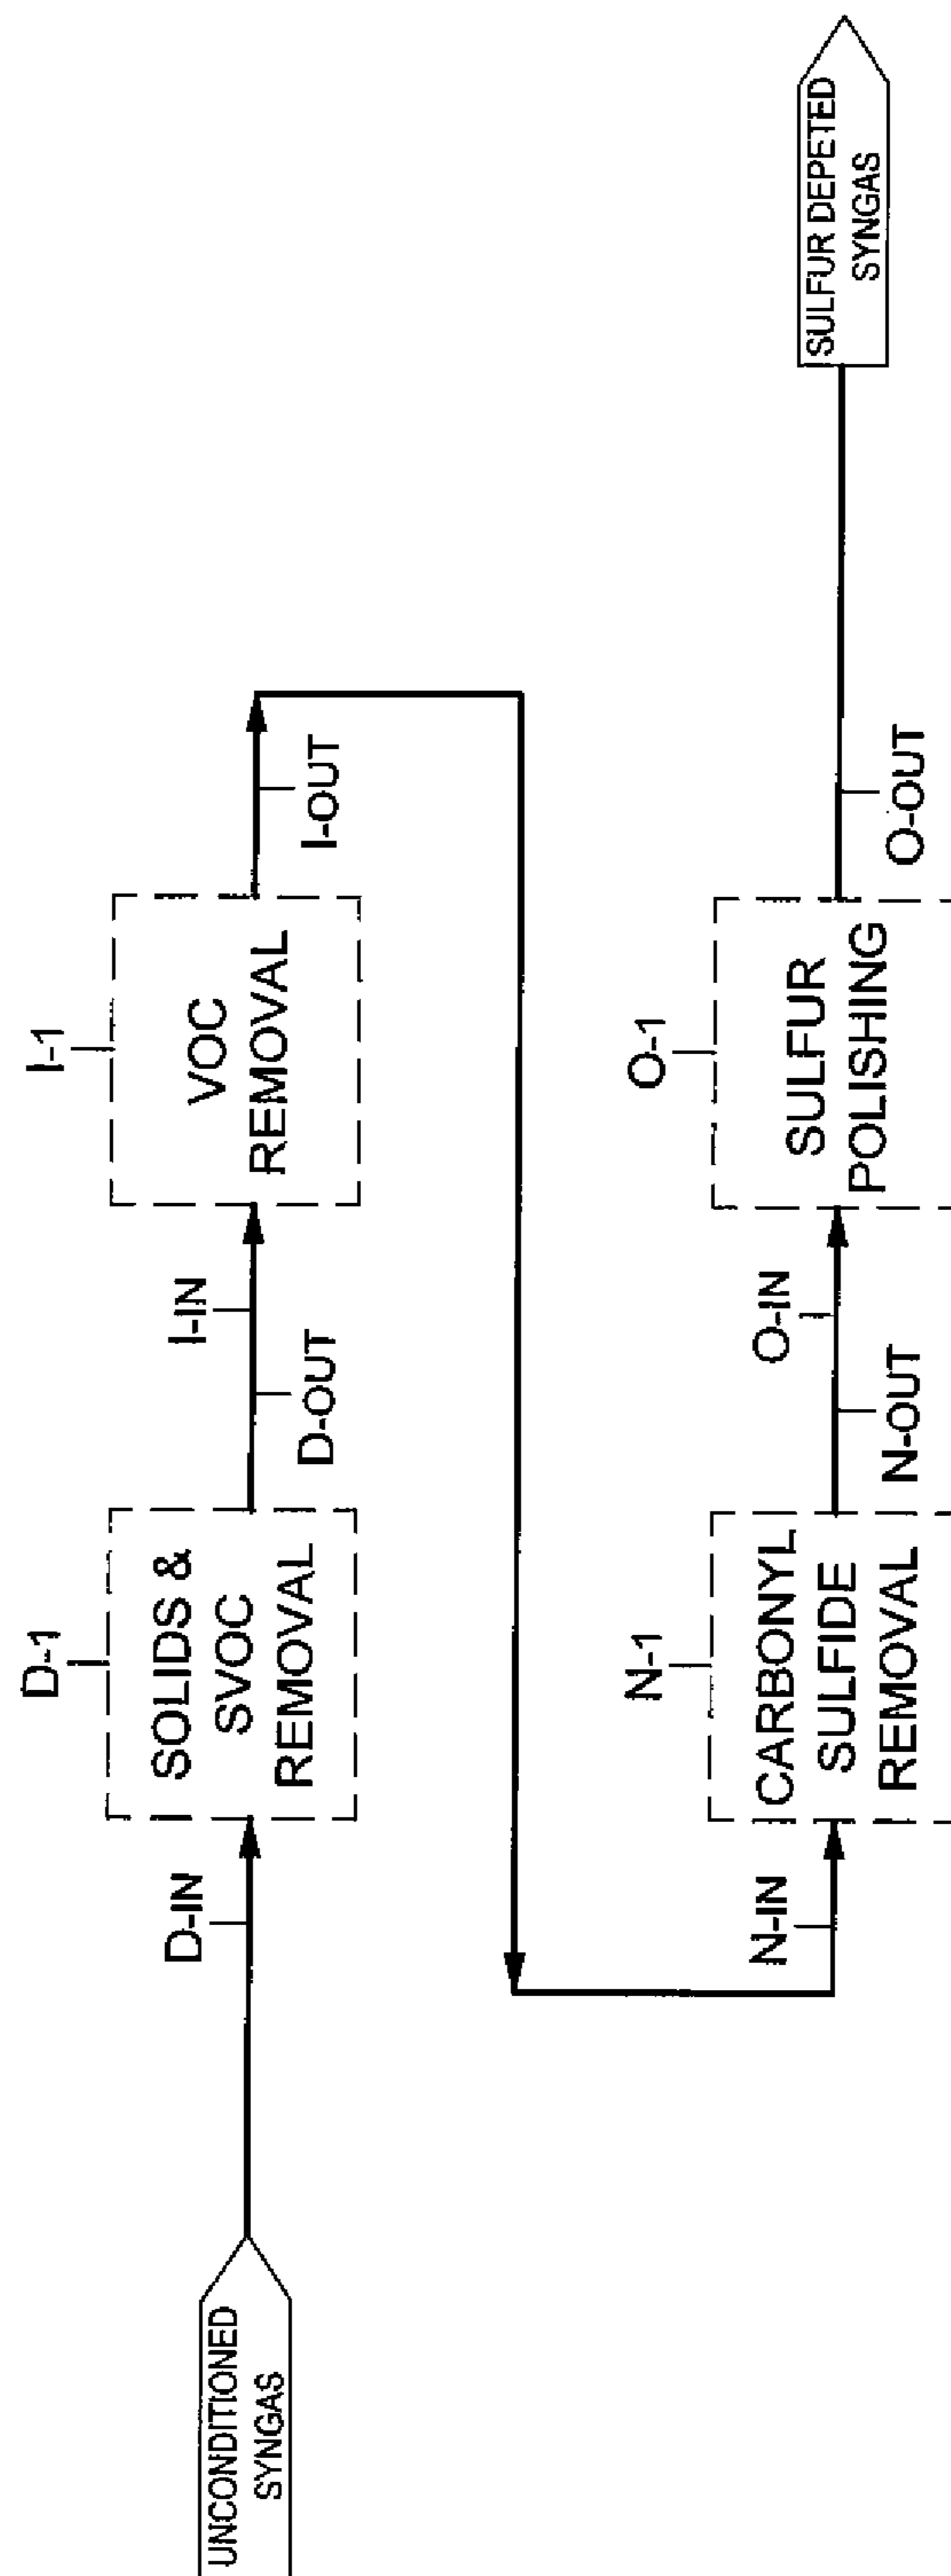 UNCONDITIONED
SYNGAS
D-IN
D-1
SOLIDS &
SVOC
REMOVAL
D-OUT
I-IN
I-1
VOC
REMOVAL
I-OUT
N-IN
N-1
CARBONYL
SULFIDE
REMOVAL
N-OUT
O-IN
O-1
SULFUR
POLISHING
O-OUT
SULFUR DEPETED
SYNGAS